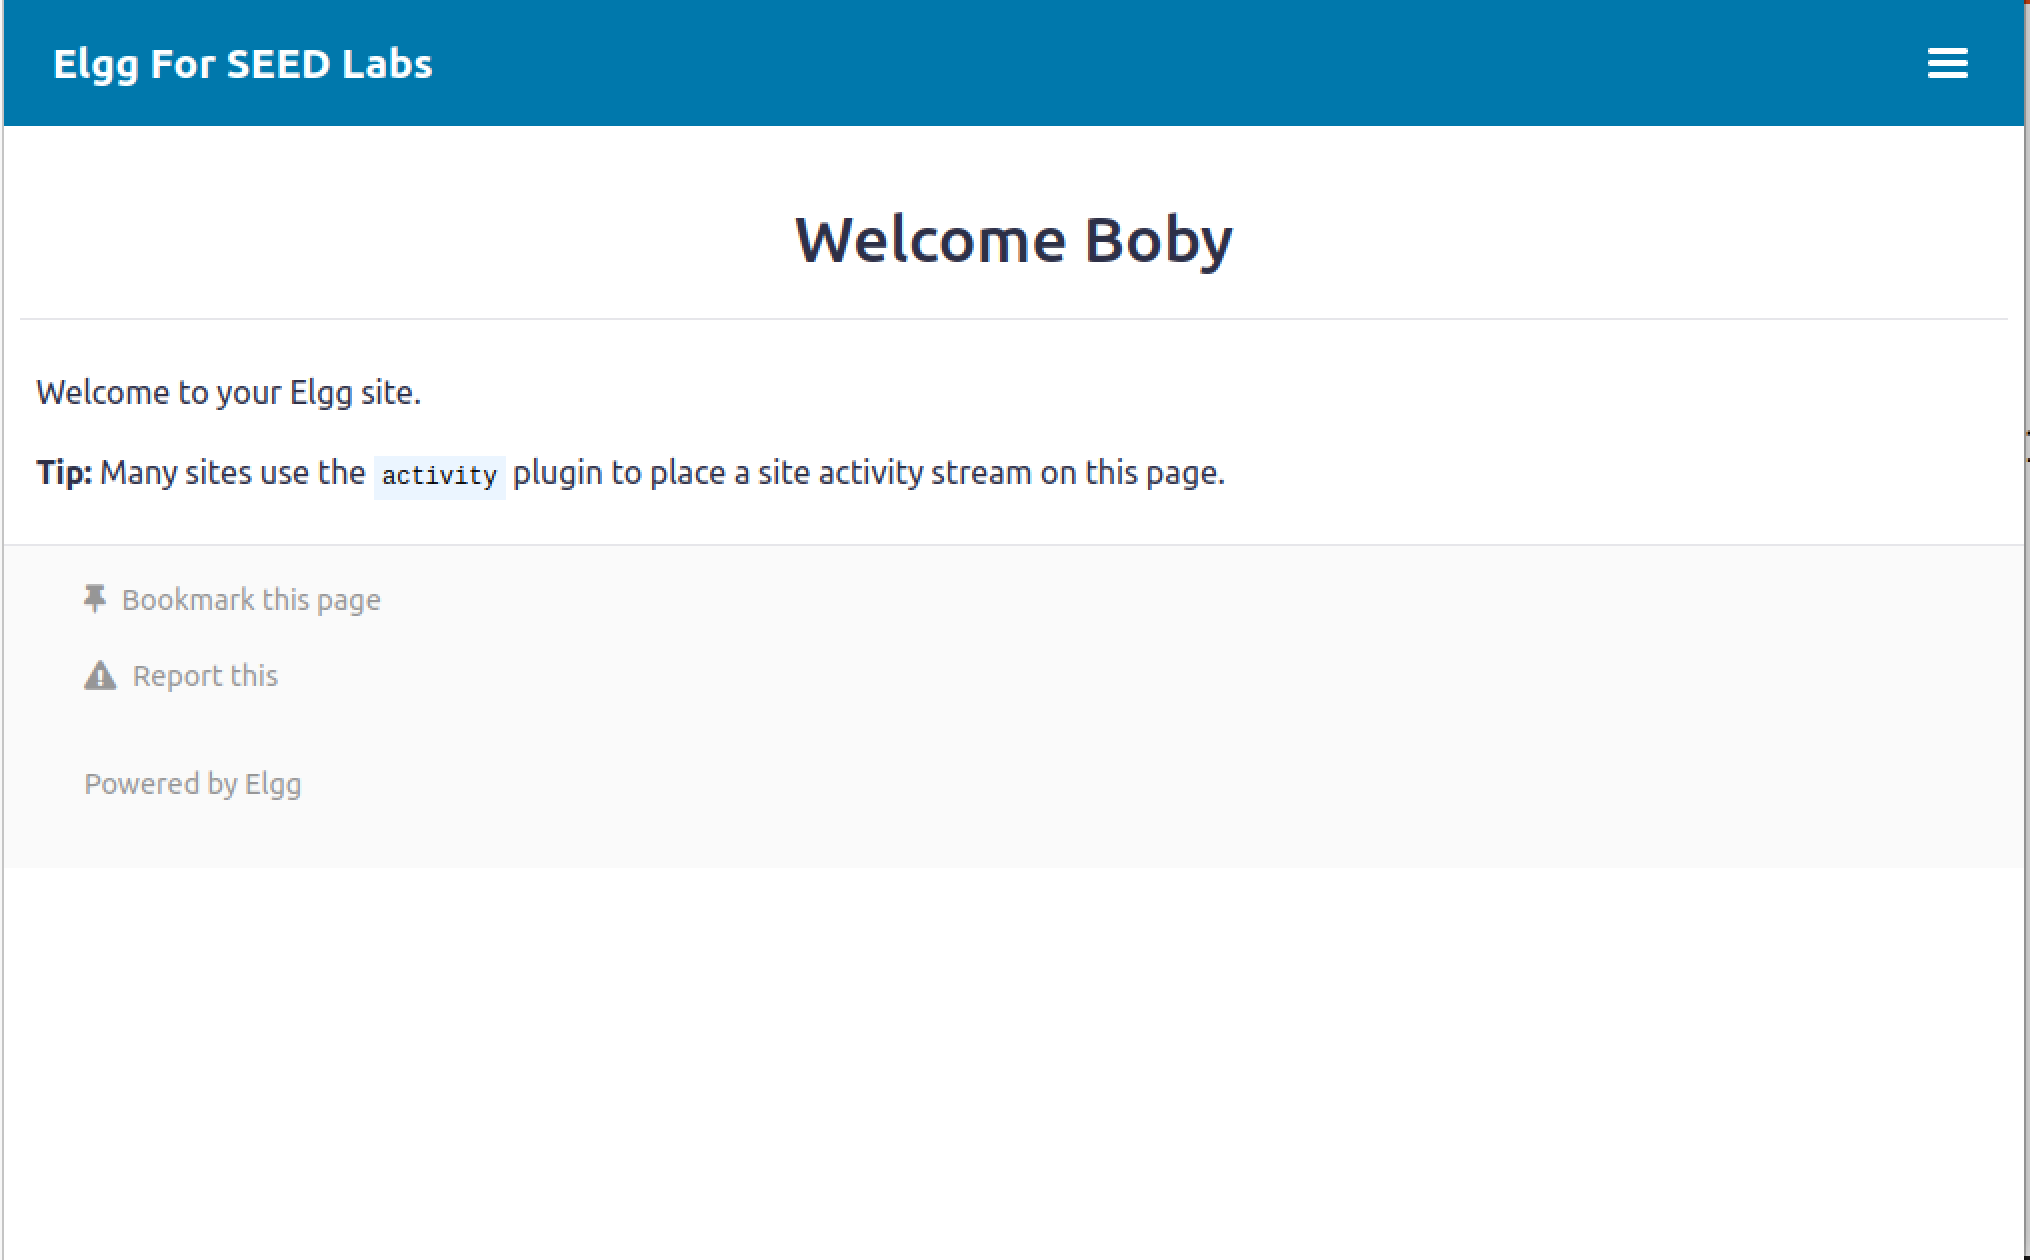 Elgg For SEED Labs
Welcome Boby
Welcome to your Elgg site.
Tip: Many sites use the activity plugin to place a site activity stream on this page.
Bookmark this page
Report this
Powered by Elgg